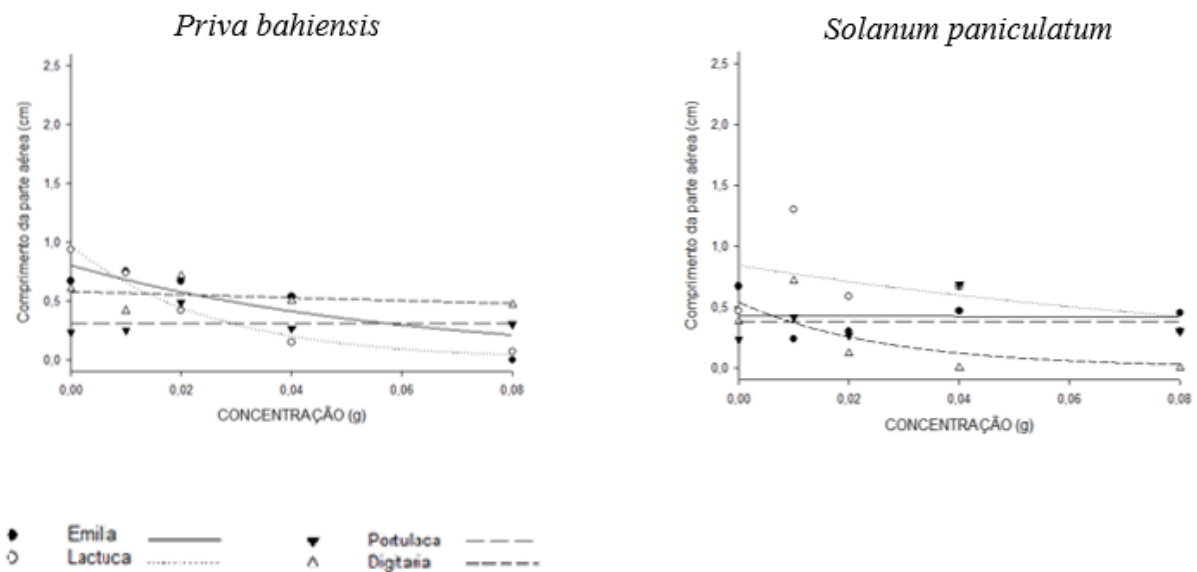 Priva bahiensis
Comprimento da parte aérea (cm)
2,5
2,0
1,5
1,0
0,5
0,0
0,00
0,02
0,04
0,06
0,08
CONCENTRAÇÃO (g)
Solanum paniculatum
Comprimento da parte aérea (cm)
2,5
2,0
1,5
1,0
0,5
0,0
0,00
0,02
0,04
0,06
0,08
CONCENTRAÇÃO (g)
Emilia
Lactuca
Portulaca
Digitaria